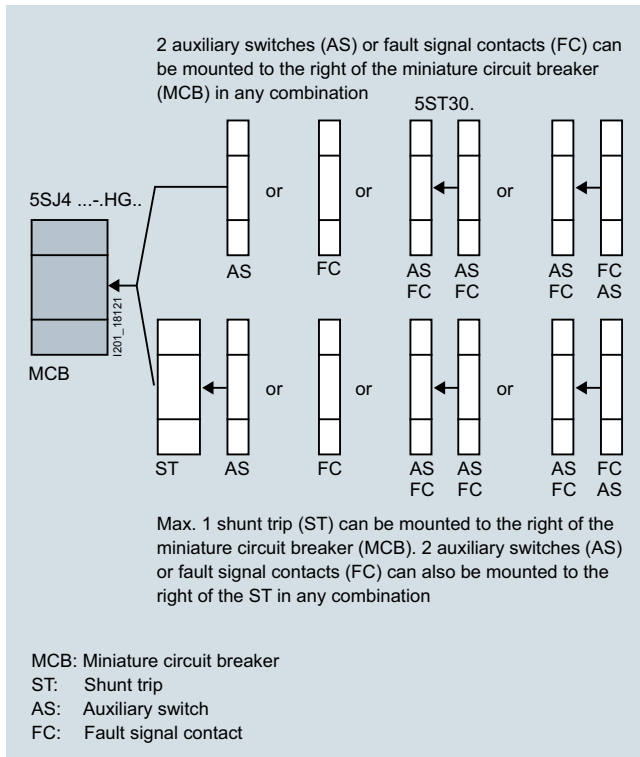 2 auxiliary switches (AS) or fault signal contacts (FC) can
be mounted to the right of the miniature circuit breaker
(MCB) in any combination
5ST30.
5SJ4 ...-.HG..
or or or
AS FC AS AS AS FC
FC FC FC AS
I201_18121
MCB
or or or
ST AS FC AS AS AS FC
FC FC FC AS
Max. 1 shunt trip (ST) can be mounted to the right of the
miniature circuit breaker (MCB). 2 auxiliary switches (AS)
or fault signal contacts (FC) can also be mounted to the
right of the ST in any combination
MCB: Miniature circuit breaker
ST: Shunt trip
AS: Auxiliary switch
FC: Fault signal contact